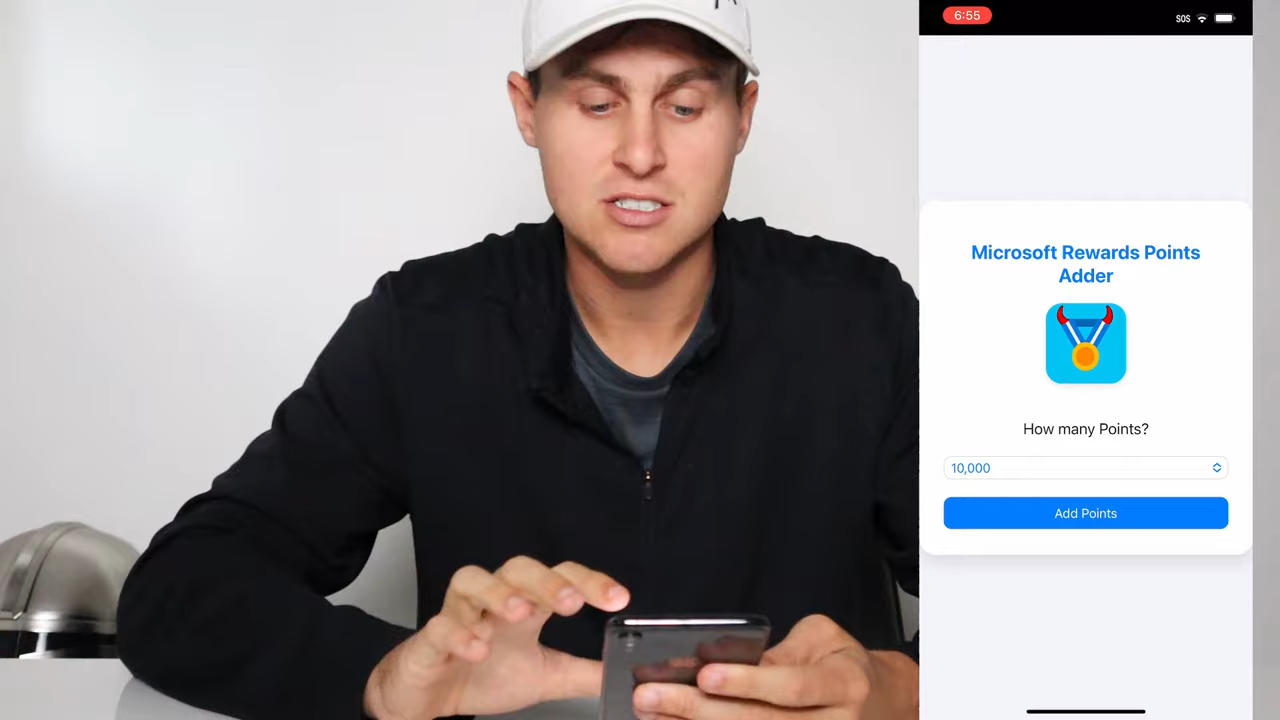 6:55
SOS
Microsoft Rewards Points
Adder
How many Points?
10,000
Add Points